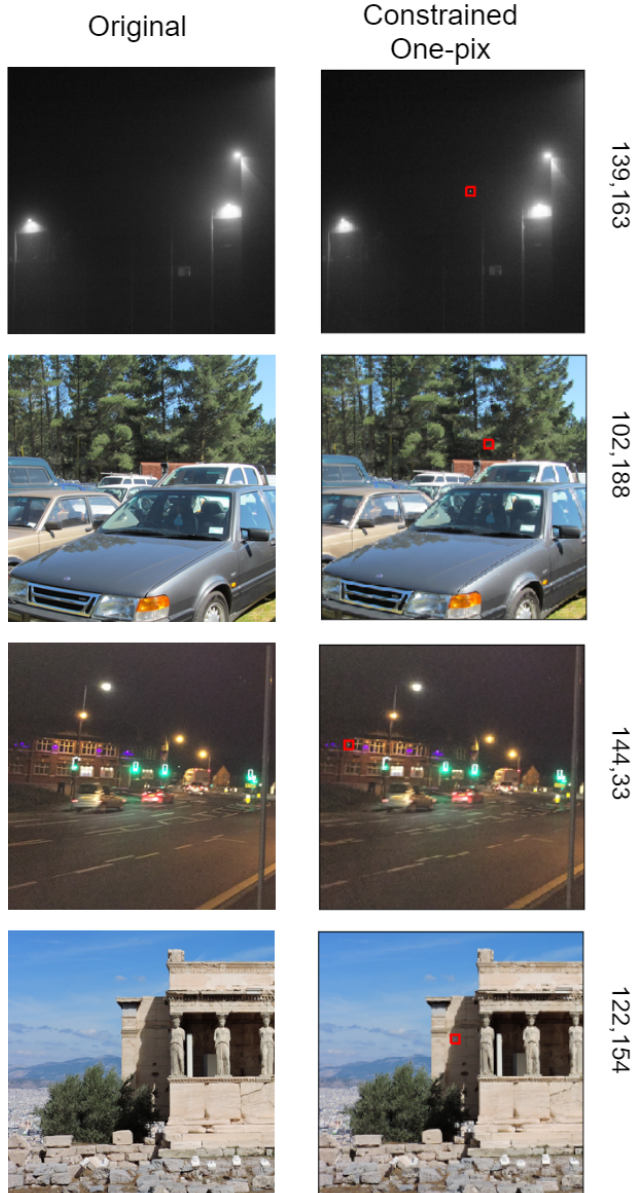 Original
Constrained
One-pix
139,163
102,188
144,33
122,154